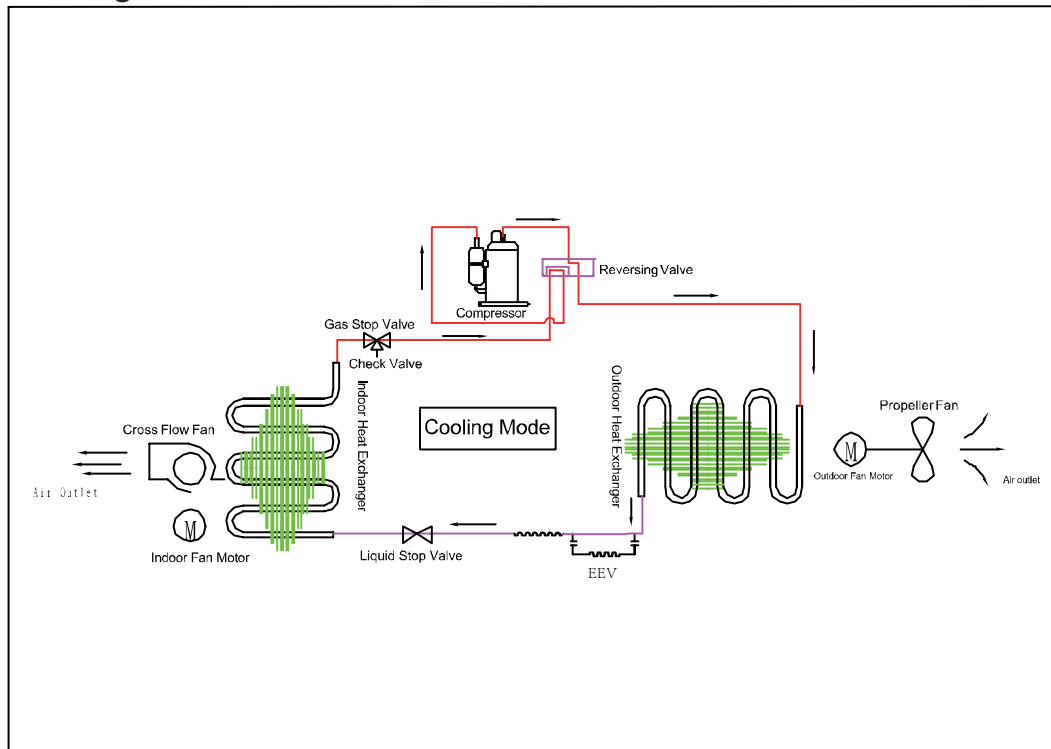 Reversing Valve
Compressor
Gas Stop Valve
Check Valve
Indoor Heat Exchanger
Outdoor Heat Exchanger
Cooling Mode
Cross Flow Fan
Air Outlet
M
Indoor Fan Motor
Liquid Stop Valve
EEV
Propeller Fan
M
Outdoor Fan Motor
Air outlet